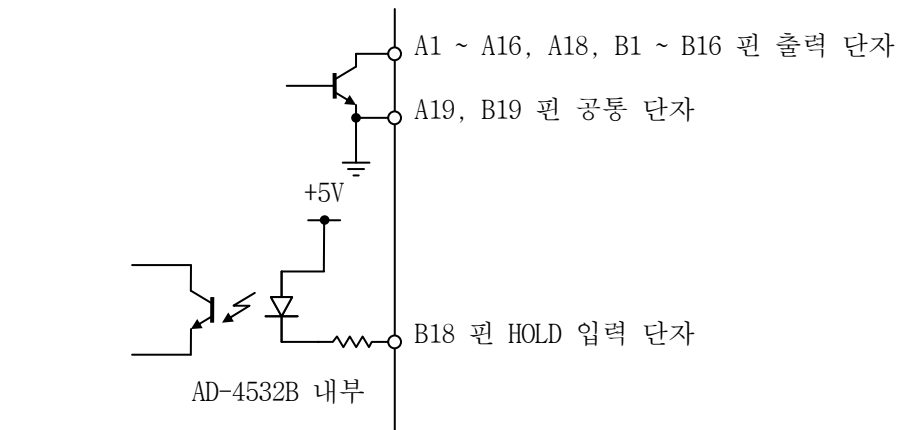 A1 ~ A16, A18, B1 ~ B16 핀 출력 단자
A19, B19 핀 공통 단자
+5V
B18 핀 HOLD 입력 단자
AD-4532B 내부